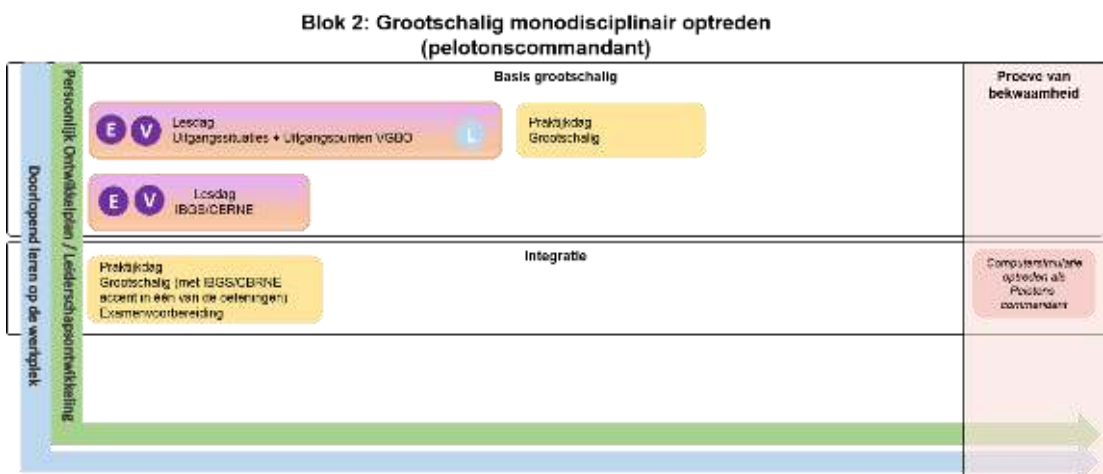 Blok 2: Grootschalig monodisciplinair optreden
(pelotonscommandant)
Doorlopend leren op de werkplek
Persoonlijk Ontwikkelplan / Leiderschapsontwikkeling
Basis grootschalig
Proeve van
bekwaamheid
E V
Lesdag
Uitgangssituaties + Uitgangspunten VGBO
L
Praktijkdag
Grootschalig
E V
Lesdag
IBGS/CBRNE
Integratie
Praktijkdag
Grootschalig (met IBGS/CBRNE
accent in één van de oefeningen)
Examenvoorbereiding
Computersimulatie
optreden als
Pelotons
commandant